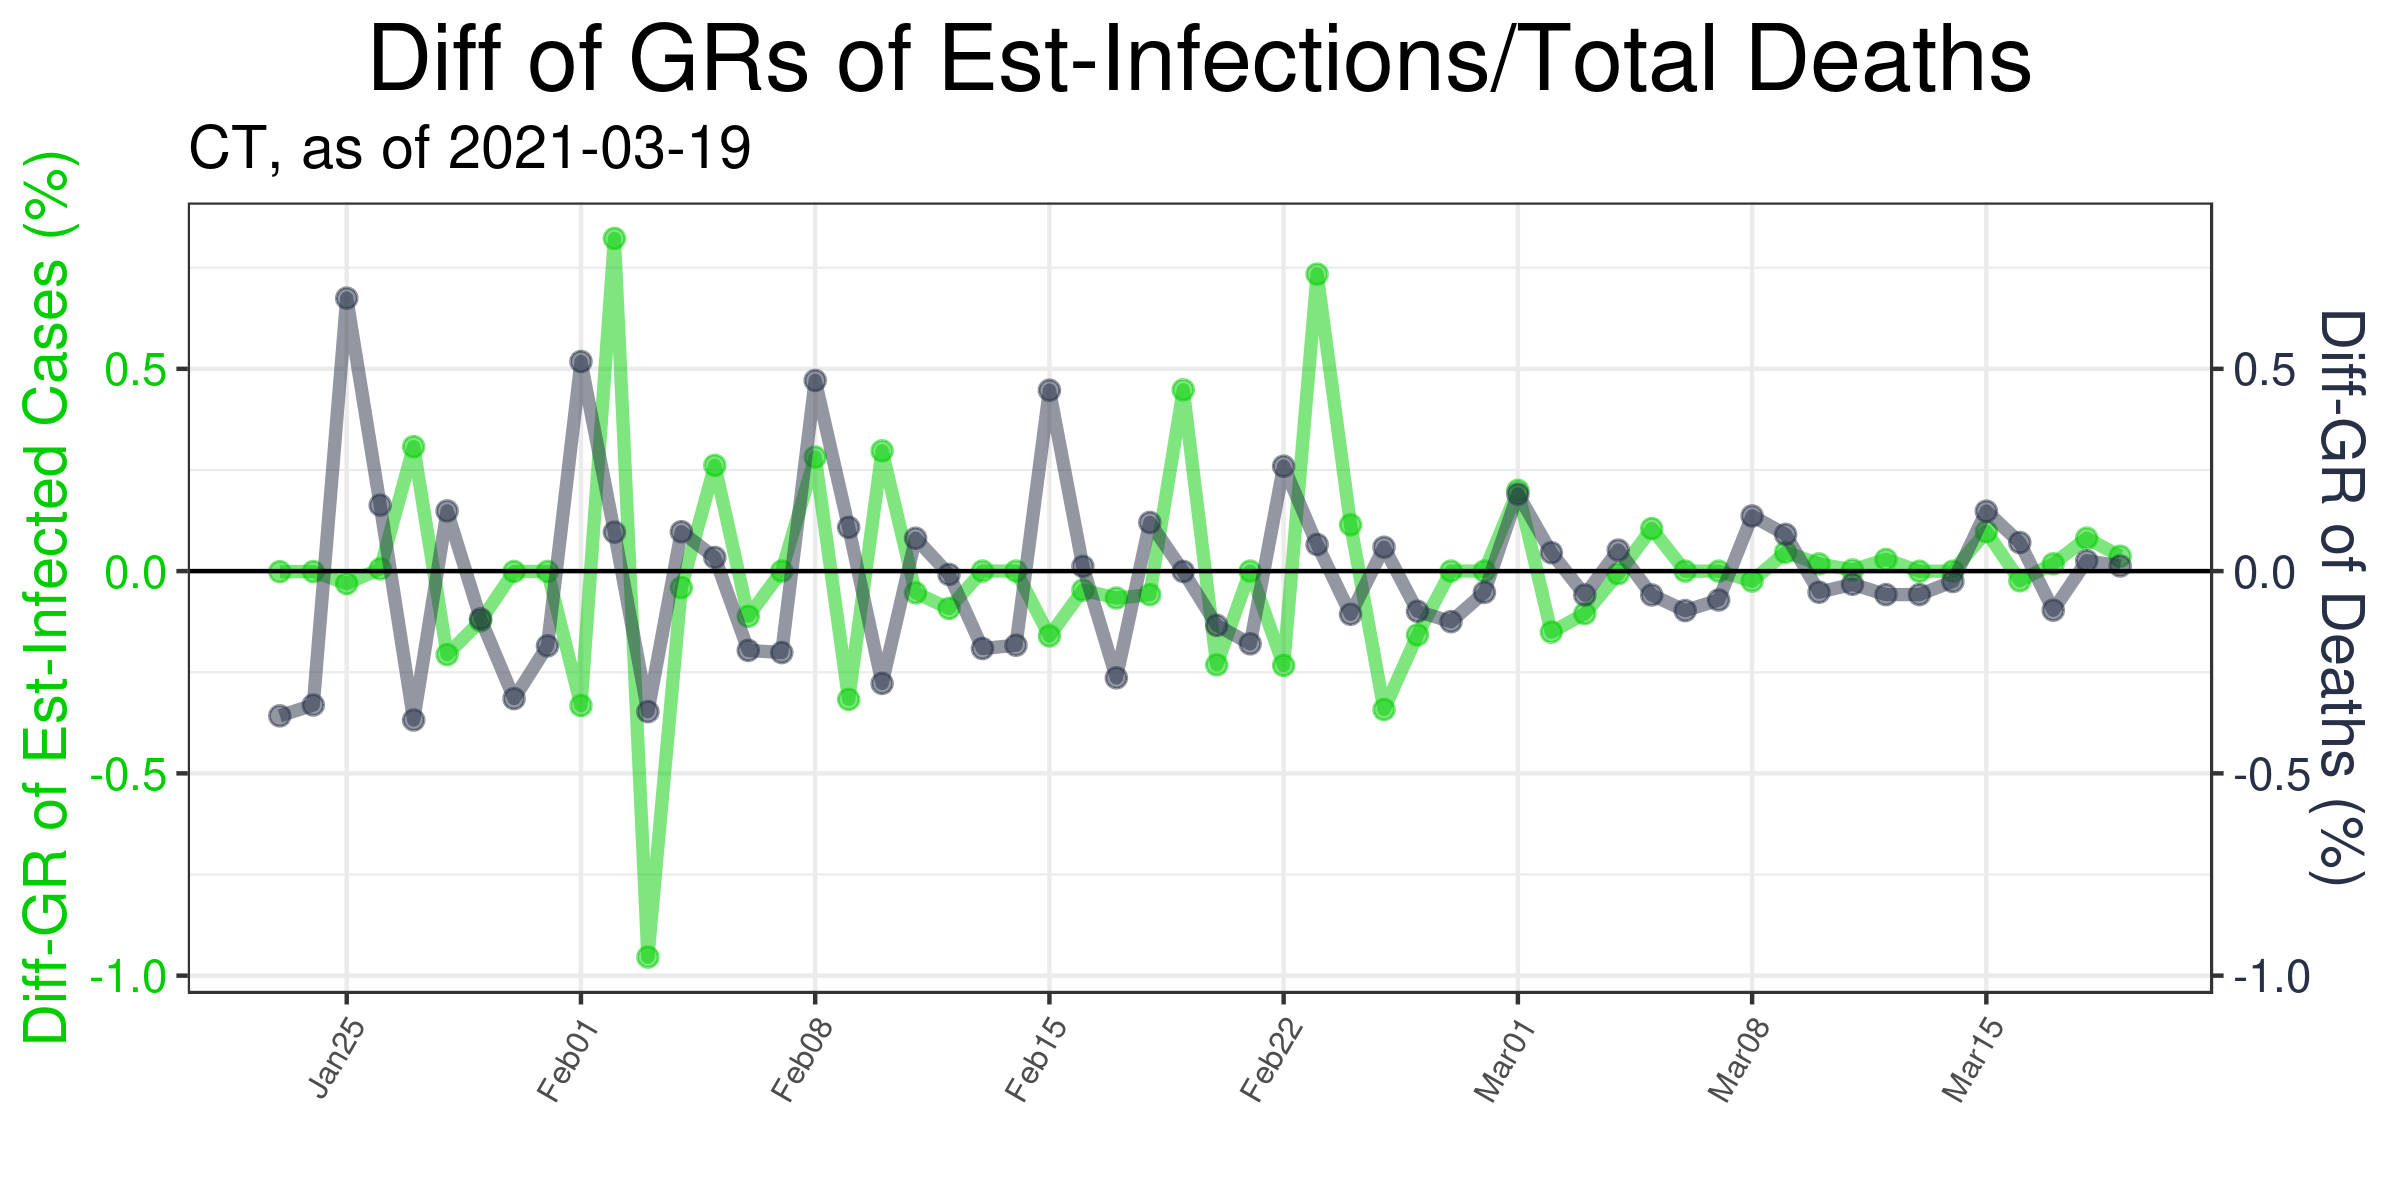 Diff of GRs of Est-Infections/Total Deaths
CT, as of 2021-03-19
Diff-GR of Est-Infected Cases (%)
0.5
0.0
-0.5
-1.0
0.5
0.0
-0.5
-1.0
Diff-GR of Deaths (%)
Jan25
Feb01
Feb08
Feb15
Feb22
Mar01
Mar08
Mar15